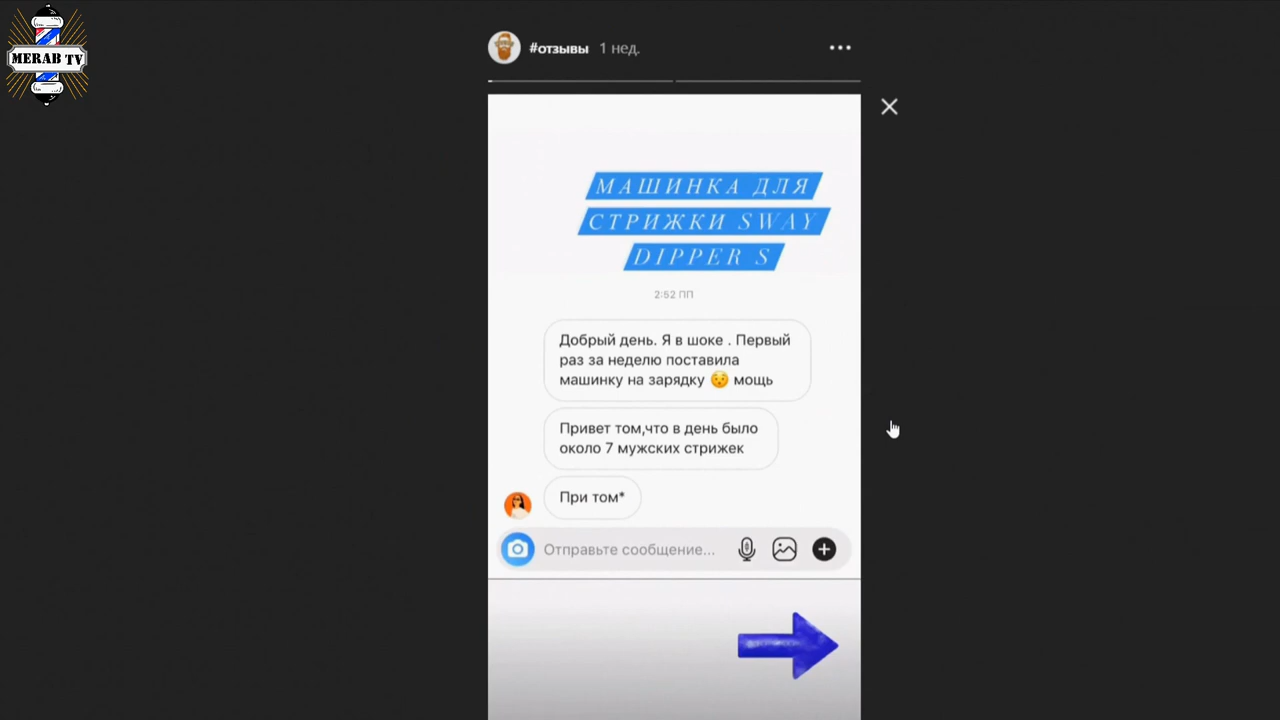 MERAB TV
#отзывы 1 нед.
МАШИНКА ДЛЯ
СТРИЖКИ SWAY
DIPPER S
2:52 ПП
Добрый день. Я в шоке . Первый
раз за неделю поставила
машинку на зарядку 😯 мощь
Привет том,что в день было
около 7 мужских стрижек
При том*
Отправьте сообщение...